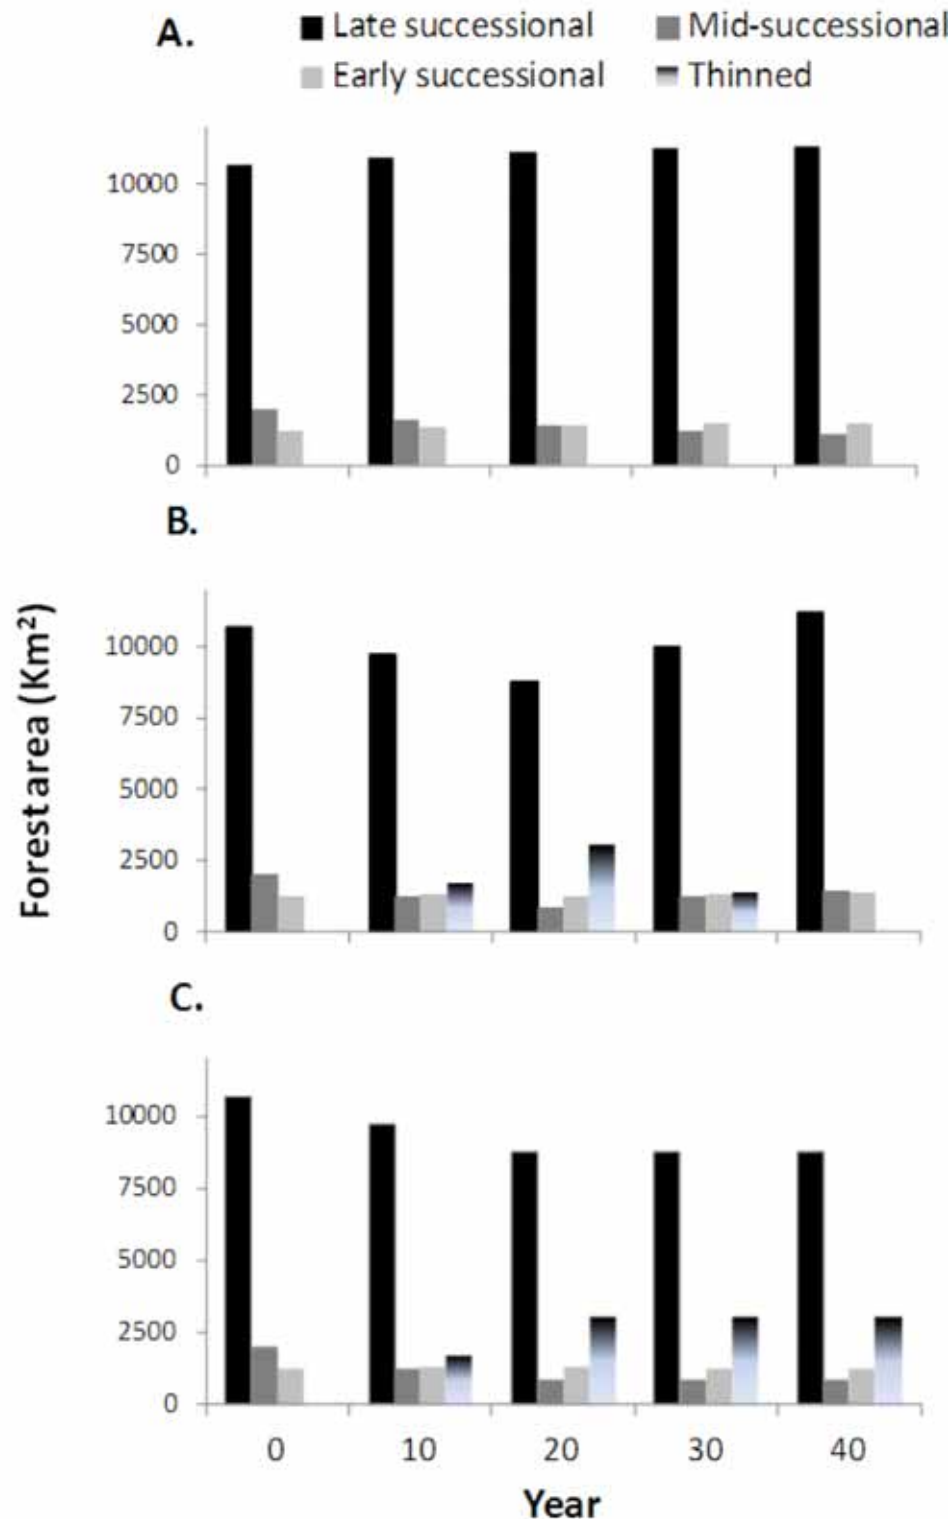 A.
Late successional
Mid-successional
Early successional
Thinned
10000
7500
5000
2500
0
B.
Forest area (Km²)
10000
7500
5000
2500
0
C.
10000
7500
5000
2500
0
0 10 20 30 40
Year